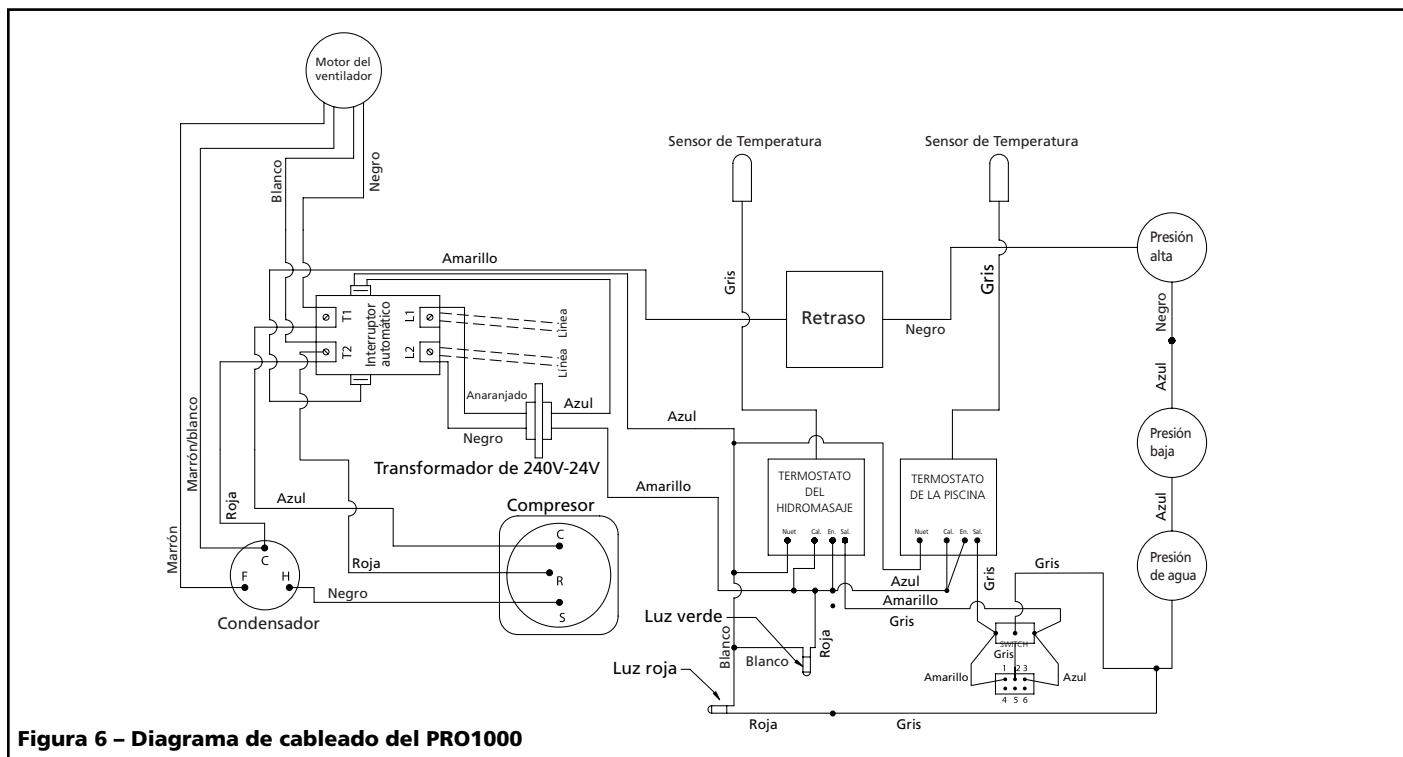 Motor del
ventilador
Sensor de Temperatura
Sensor de Temperatura
Blanco
Negro
Amarillo
Gris
Gris
Retraso
Negro
Presión
alta
Negro
Azul
T1
T2
Interruptor
automático
L1
L2
Línea
Línea
Anaranjado
Azul
Negro
Transformador de 240V-24V
Azul
Amarillo
Presión
baja
Azul
TERMOSTATO
DEL
HIDROMASAJE
Nuet Cal. En. Sal.
TERMOSTATO
DE LA PISCINA
Nuet Cal. En. Sal.
Marrón/blanco
Marrón
Roja
Azul
Compresor
C
R
S
Roja
Negro
C
F
H
Condensador
Presión
de agua
Azul
Amarillo
Gris
Gris
Gris
SWITCH
Gris
1 2 3
4 5 6
Amarillo
Azul
Luz verde
Roja
Blanco
Blanco
Luz roja
Roja
Gris
Figura 6 – Diagrama de cableado del PRO1000